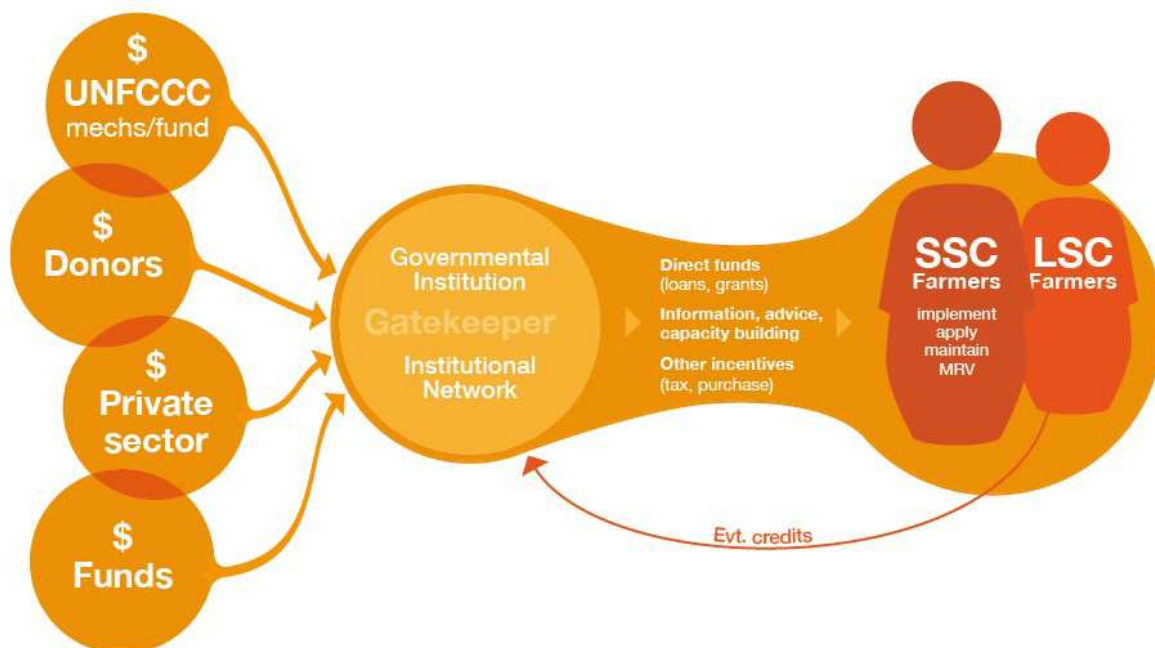 $
UNFCCC
mechs/fund
$
Donors
$
Private
sector
$
Funds
Governmental
Institution
Gatekeeper
Institutional
Network
Direct funds
(loans, grants)
Information, advice,
capacity building
Other incentives
(tax, purchase)
SSC
Farmers
implement
apply
maintain
MRV
LSC
Farmers
Evt. credits